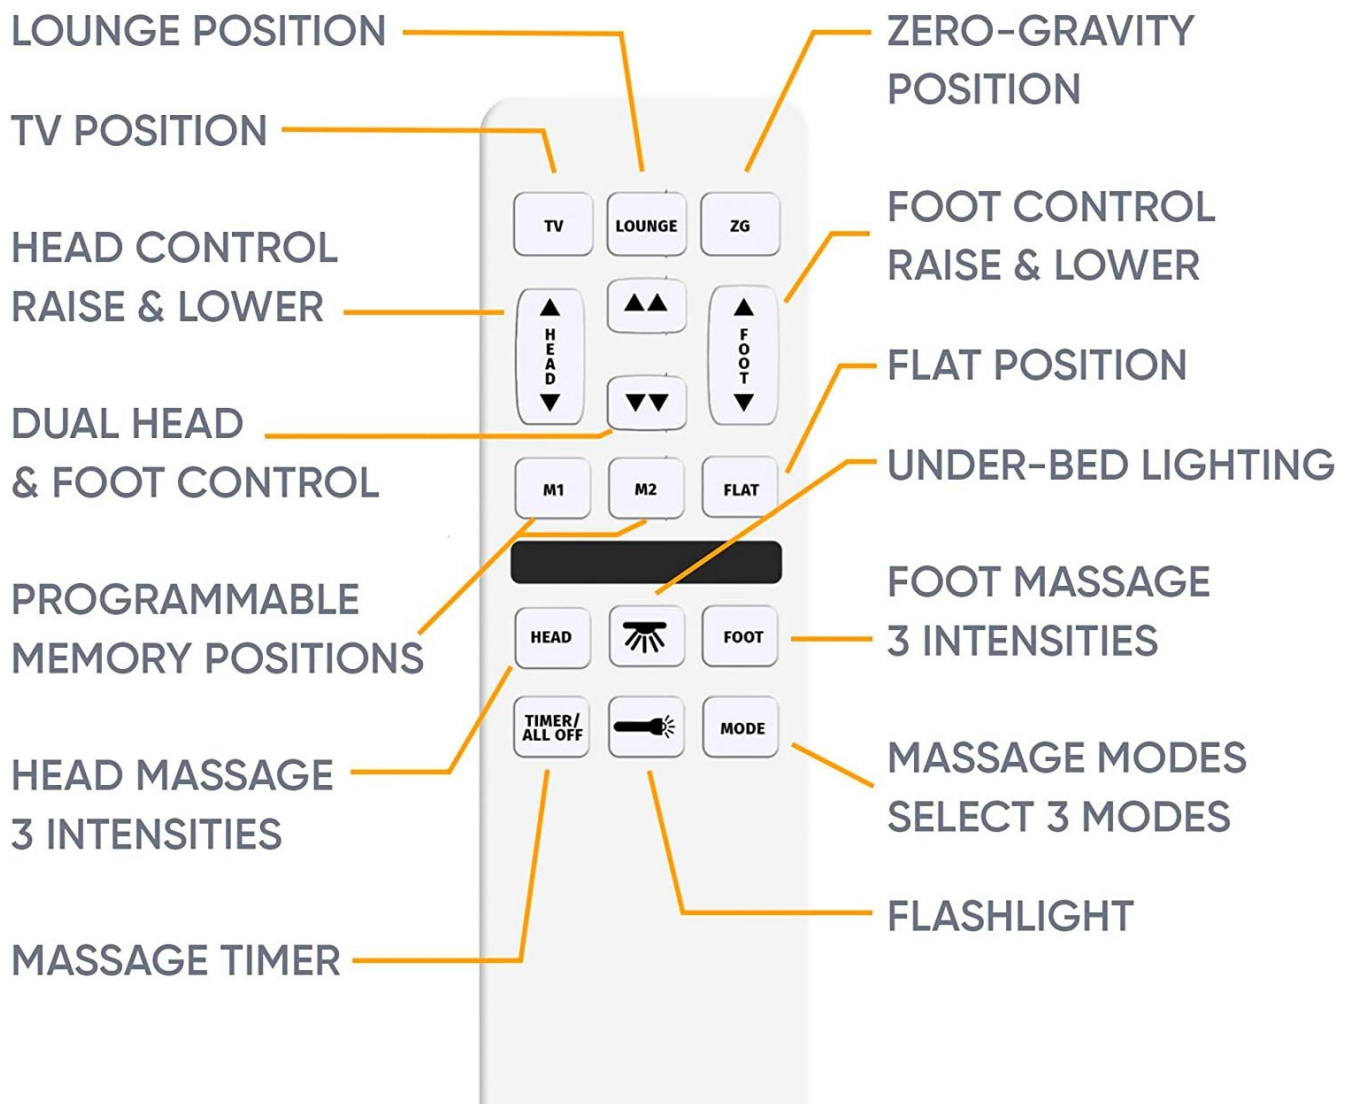 LOUNGE POSITION
ZERO-GRAVITY
POSITION
TV POSITION
HEAD CONTROL
RAISE & LOWER
FOOT CONTROL
RAISE & LOWER
DUAL HEAD
& FOOT CONTROL
FLAT POSITION
UNDER-BED LIGHTING
PROGRAMMABLE
MEMORY POSITIONS
FOOT MASSAGE
3 INTENSITIES
HEAD MASSAGE
3 INTENSITIES
MASSAGE MODES
SELECT 3 MODES
MASSAGE TIMER
FLASHLIGHT
TV
LOUNGE
ZG
HEAD
FOOT
M1
M2
FLAT
HEAD
FOOT
TIMER/
ALL OFF
MODE